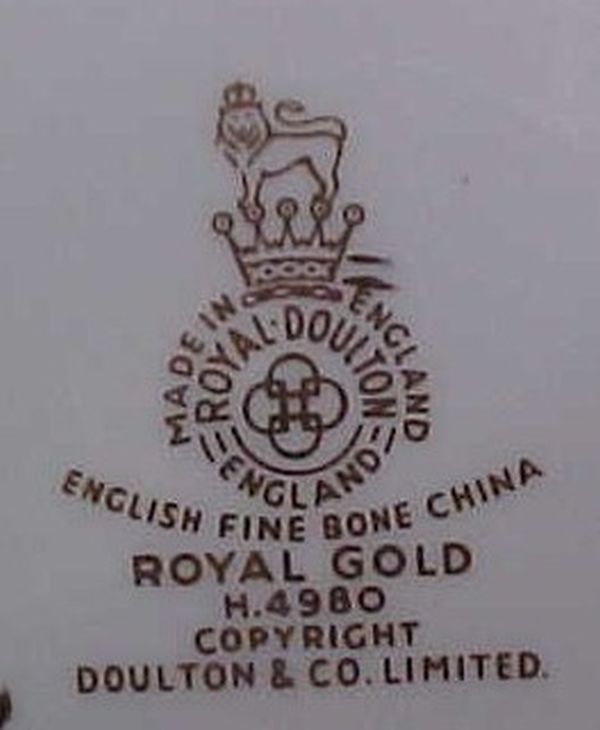 MADE IN ENGLAND
ROYAL·DOULTON
ENGLAND
ENGLISH FINE BONE CHINA
ROYAL GOLD
H.4980
COPYRIGHT
DOULTON & CO. LIMITED.